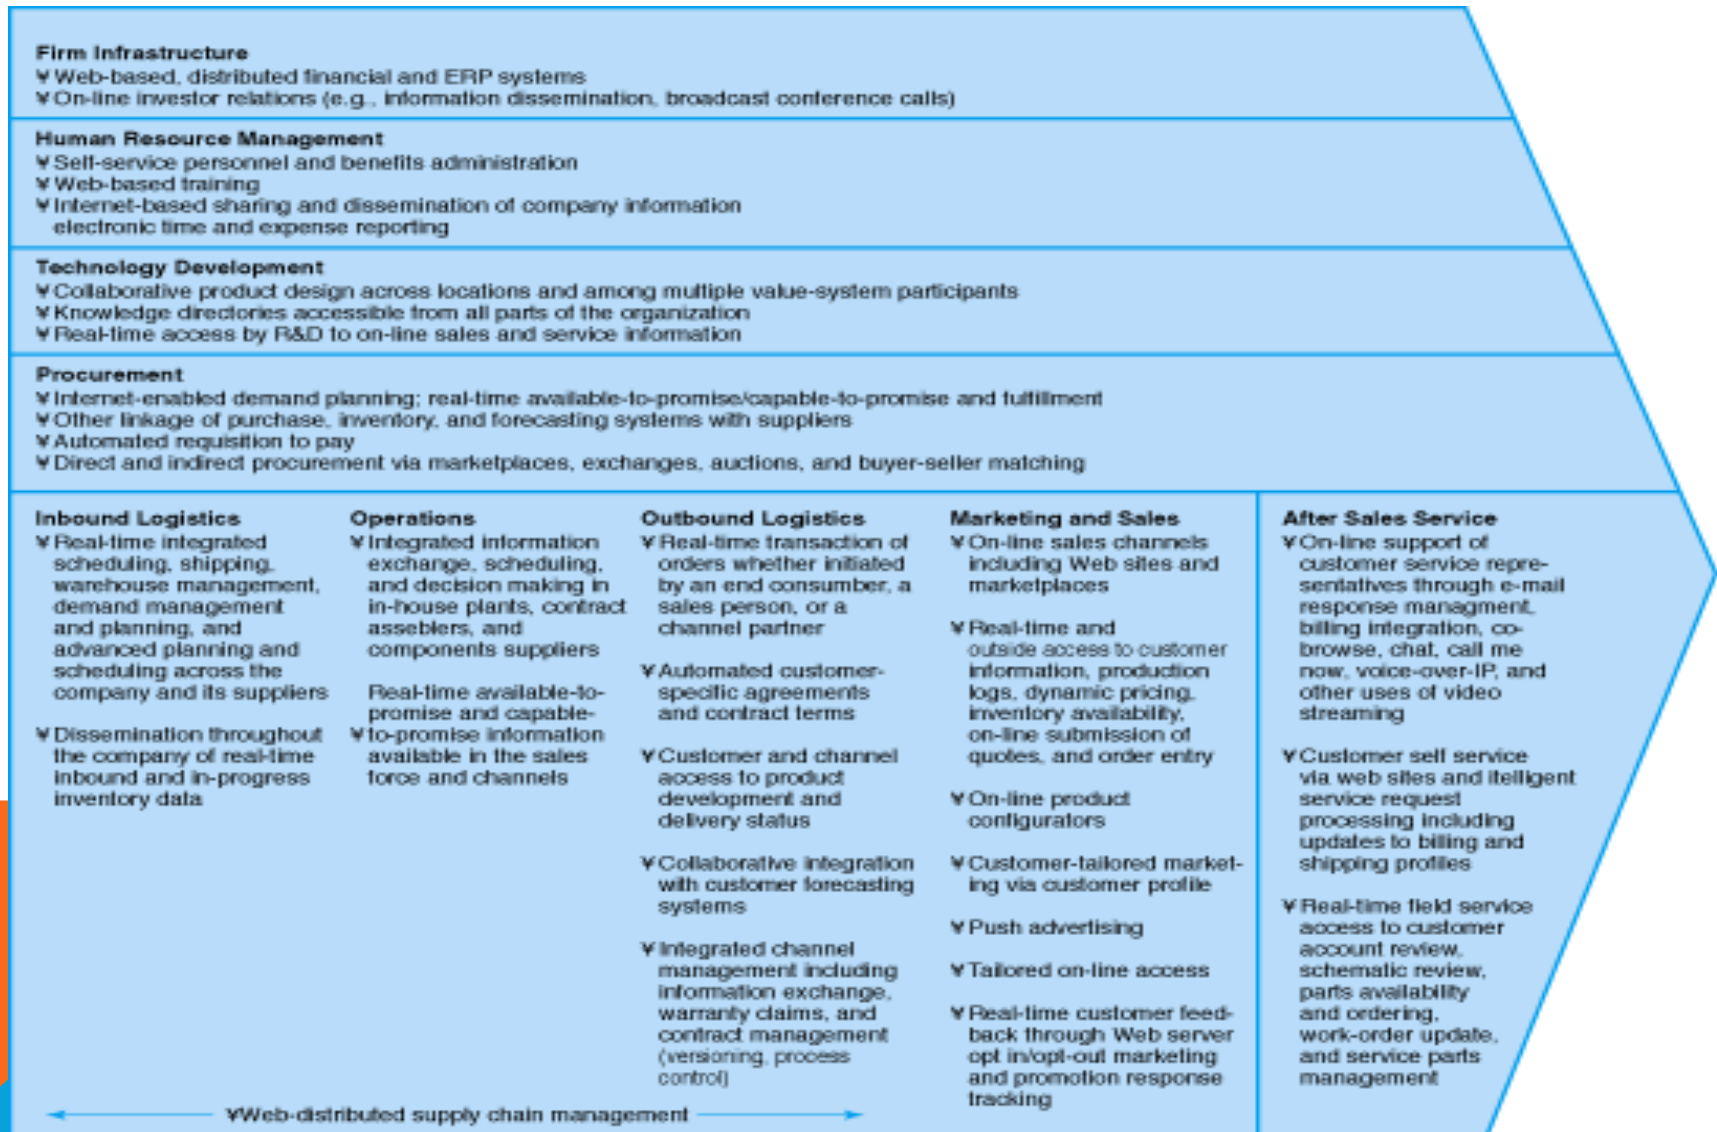 Firm Infrastructure
¥ Web-based, distributed financial and ERP systems
¥ On-line investor relations (e.g., information dissemination, broadcast conference calls)
Human Resource Management
¥ Self-service personnel and benefits administration
¥ Web-based training
¥ Internet-based sharing and dissemination of company information
electronic time and expense reporting
Technology Development
¥ Collaborative product design across locations and among multiple value-system participants
¥ Knowledge directories accessible from all parts of the organization
¥ Real-time access by R&D to on-line sales and service information
Procurement
¥ Internet-enabled demand planning; real-time available-to-promise/capable-to-promise and fulfillment
¥ Other linkage of purchase, inventory, and forecasting systems with suppliers
¥ Automated requisition to pay
¥ Direct and indirect procurement via marketplaces, exchanges, auctions, and buyer-seller matching
Inbound Logistics
¥ Real-time integrated
scheduling, shipping,
warehouse management,
demand management
and planning, and
advanced planning and
scheduling across the
company and its suppliers
¥ Dissemination throughout
the company of real-time
inbound and in-progress
inventory data
Operations
¥ Integrated information
exchange, scheduling,
and decision making in
in-house plants, contract
asseblers, and
components suppliers
Real-time available-to-
promise and capable-
¥ to-promise information
available in the sales
force and channels
Outbound Logistics
¥ Real-time transaction of
orders whether initiated
by an end consumber, a
sales person, or a
channel partner
¥ Automated customer-
specific agreements
and contract terms
¥ Customer and channel
access to product
development and
delivery status
¥ Collaborative integration
with customer forecasting
systems
¥ Integrated channel
management including
information exchange,
warranty claims, and
contract management
(versioning, process
control)
¥Web-distributed supply chain management
Marketing and Sales
¥ On-line sales channels
including Web sites and
marketplaces
¥ Real-time and
outside access to customer
information, production
logs, dynamic pricing,
inventory availability,
on-line submission of
quotes, and order entry
¥ On-line product
configurators
¥ Customer-tailored market-
ing via customer profile
¥ Push advertising
¥ Tailored on-line access
¥ Real-time customer feed-
back through Web server
opt in/opt-out marketing
and promotion response
tracking
After Sales Service
¥ On-line support of
customer service repre-
sentatives through e-mail
response managment,
billing integration, co-
browse, chat, call me
now, voice-over-IP, and
other uses of video
streaming
¥ Customer self service
via web sites and itelligent
service request
processing including
updates to billing and
shipping profiles
¥ Real-time field service
access to customer
account review,
schematic review,
parts availability
and ordering,
work-order update,
and service parts
management